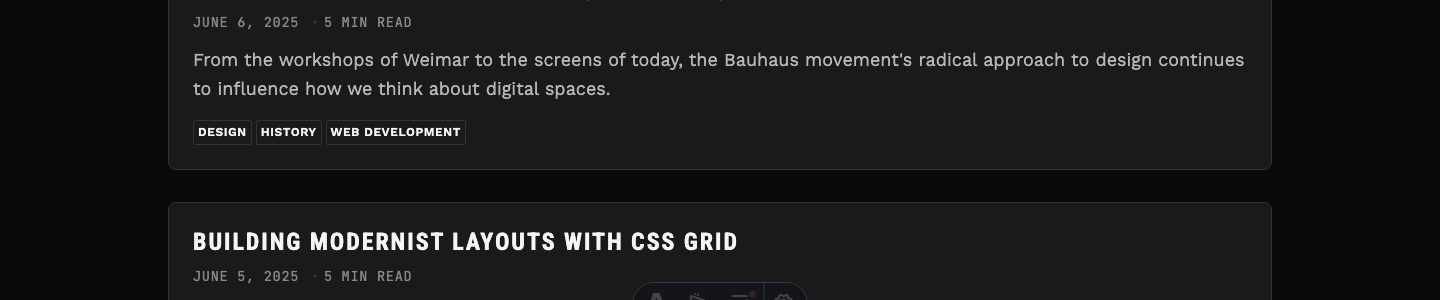 JUNE 6, 2025 · 5 MIN READ
From the workshops of Weimar to the screens of today, the Bauhaus movement's radical approach to design continues
to influence how we think about digital spaces.
DESIGN HISTORY WEB DEVELOPMENT
BUILDING MODERNIST LAYOUTS WITH CSS GRID
JUNE 5, 2025 · 5 MIN READ